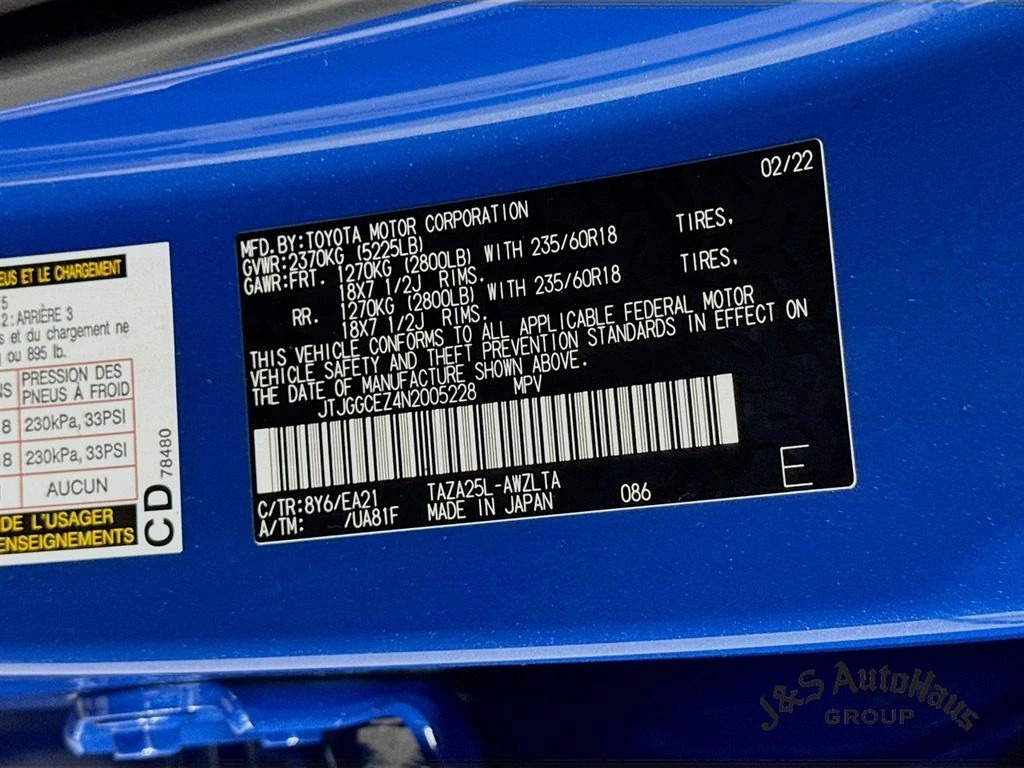 02/22
MFD. BY: TOYOTA MOTOR CORPORATION
GVWR: 2370KG (5225LB)
GAWR: FRT. 1270KG (2800LB) WITH 235/60R18 TIRES,
18X7 1/2J RIMS.
RR. 1270KG (2800LB) WITH 235/60R18 TIRES,
18X7 1/2J RIMS.
THIS VEHICLE CONFORMS TO ALL APPLICABLE FEDERAL MOTOR
VEHICLE SAFETY AND THEFT PREVENTION STANDARDS IN EFFECT ON
THE DATE OF MANUFACTURE SHOWN ABOVE.
JTJGGCEZ4N2005228 MPV
C/TR: 8Y6/EA21 TAZA25L-AWZLTA
A/TM: /UA81F MADE IN JAPAN 086 E
ET LE CHARGEMENT
5
2: ARRIÈRE 3
et du chargement ne
ou 895 lb.
PRESSION DES
PNEUS À FROID
8 230kPa, 33PSI
18 230kPa, 33PSI
AUCUN
DE L'USAGER
CD 78480
J&S AutoHaus
GROUP